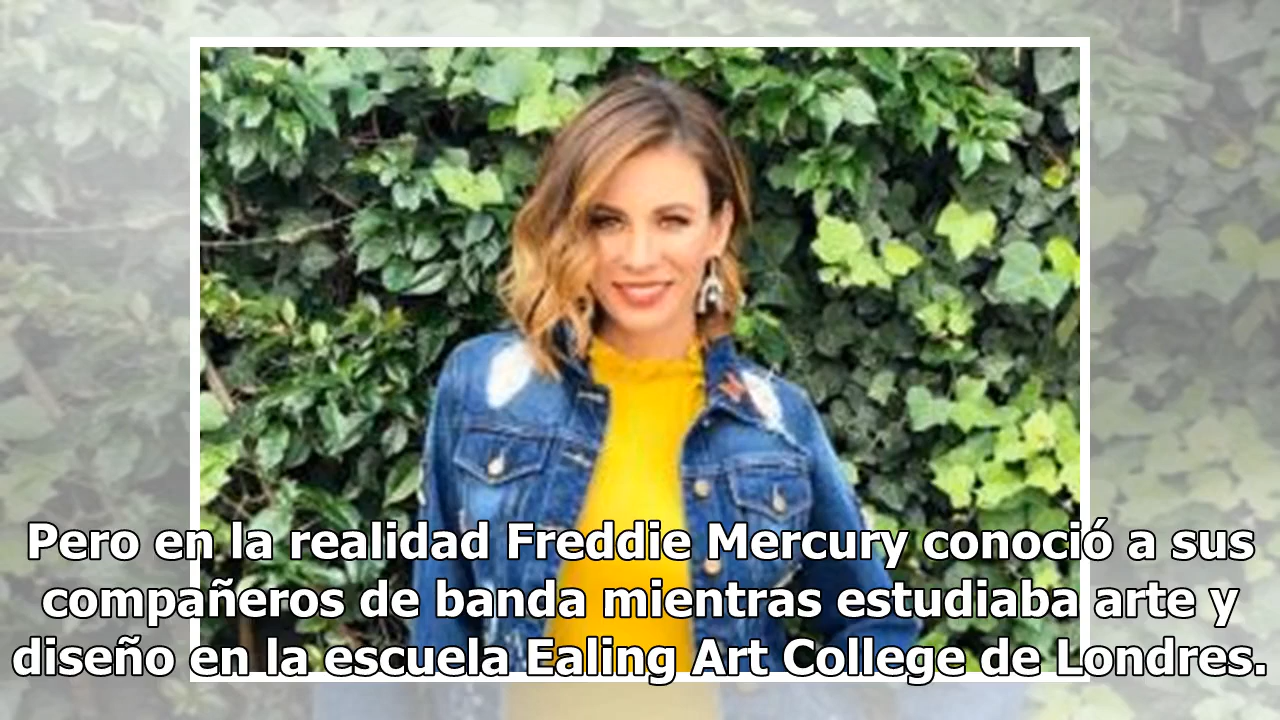 Pero en la realidad Freddie Mercury conoció a sus
compañeros de banda mientras estudiaba arte y
diseño en la escuela Ealing Art College de Londres.